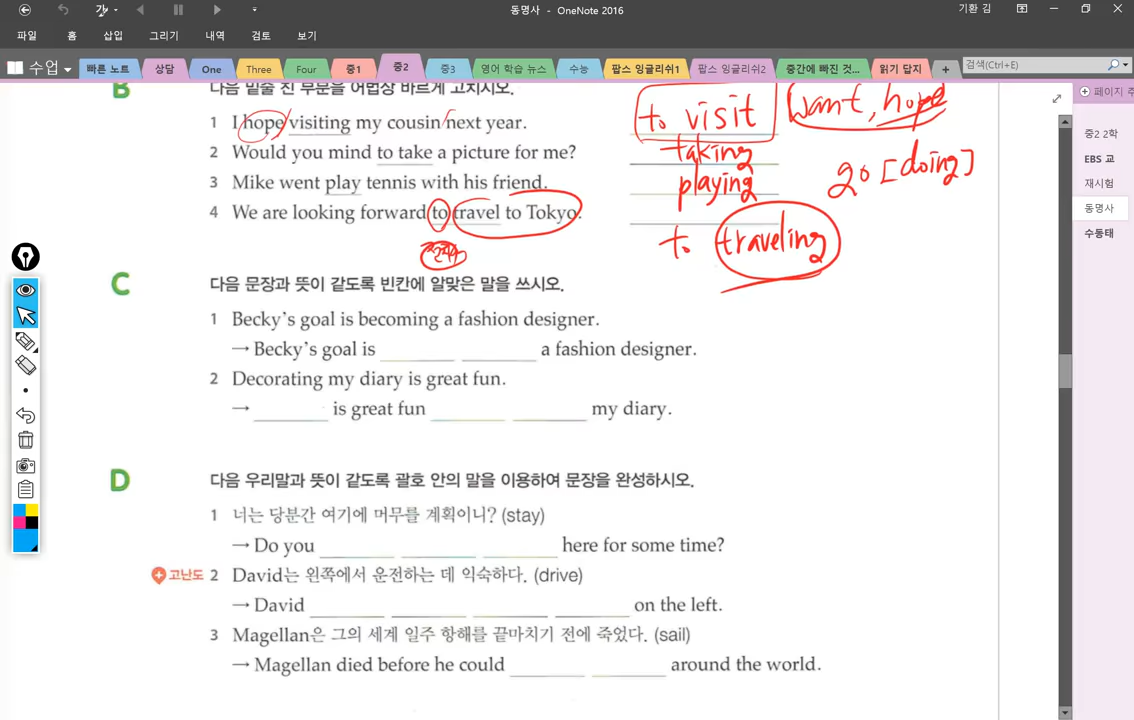 동명사 - OneNote 2016
기환 김
파일 홈 삽입 그리기 내역 검토 보기
수업 빠른 노트 상담 One Three Four 중1 중2 중3 영어 학습 뉴스 수능 팝스 잉글리쉬1 팝스 잉글리쉬2 중간에 빠진 것... 읽기 답지 +
검색(Ctrl+E)
페이지 추
중2 2학
EBS 교
재시험
동명사
수동태
B 다음 밑줄 친 부분을 어법상 바르게 고치시오.
1 I hope visiting my cousin next year. to visit want, hope
2 Would you mind to take a picture for me? taking
3 Mike went play tennis with his friend. playing go [doing]
4 We are looking forward to travel to Tokyo. to traveling
C 다음 문장과 뜻이 같도록 빈칸에 알맞은 말을 쓰시오.
1 Becky's goal is becoming a fashion designer.
→ Becky's goal is a fashion designer.
2 Decorating my diary is great fun.
→ is great fun my diary.
D 다음 우리말과 뜻이 같도록 괄호 안의 말을 이용하여 문장을 완성하시오.
1 너는 당분간 여기에 머무를 계획이니? (stay)
→ Do you here for some time?
고난도 2 David는 왼쪽에서 운전하는 데 익숙하다. (drive)
→ David on the left.
3 Magellan은 그의 세계 일주 항해를 끝마치기 전에 죽었다. (sail)
→ Magellan died before he could around the world.